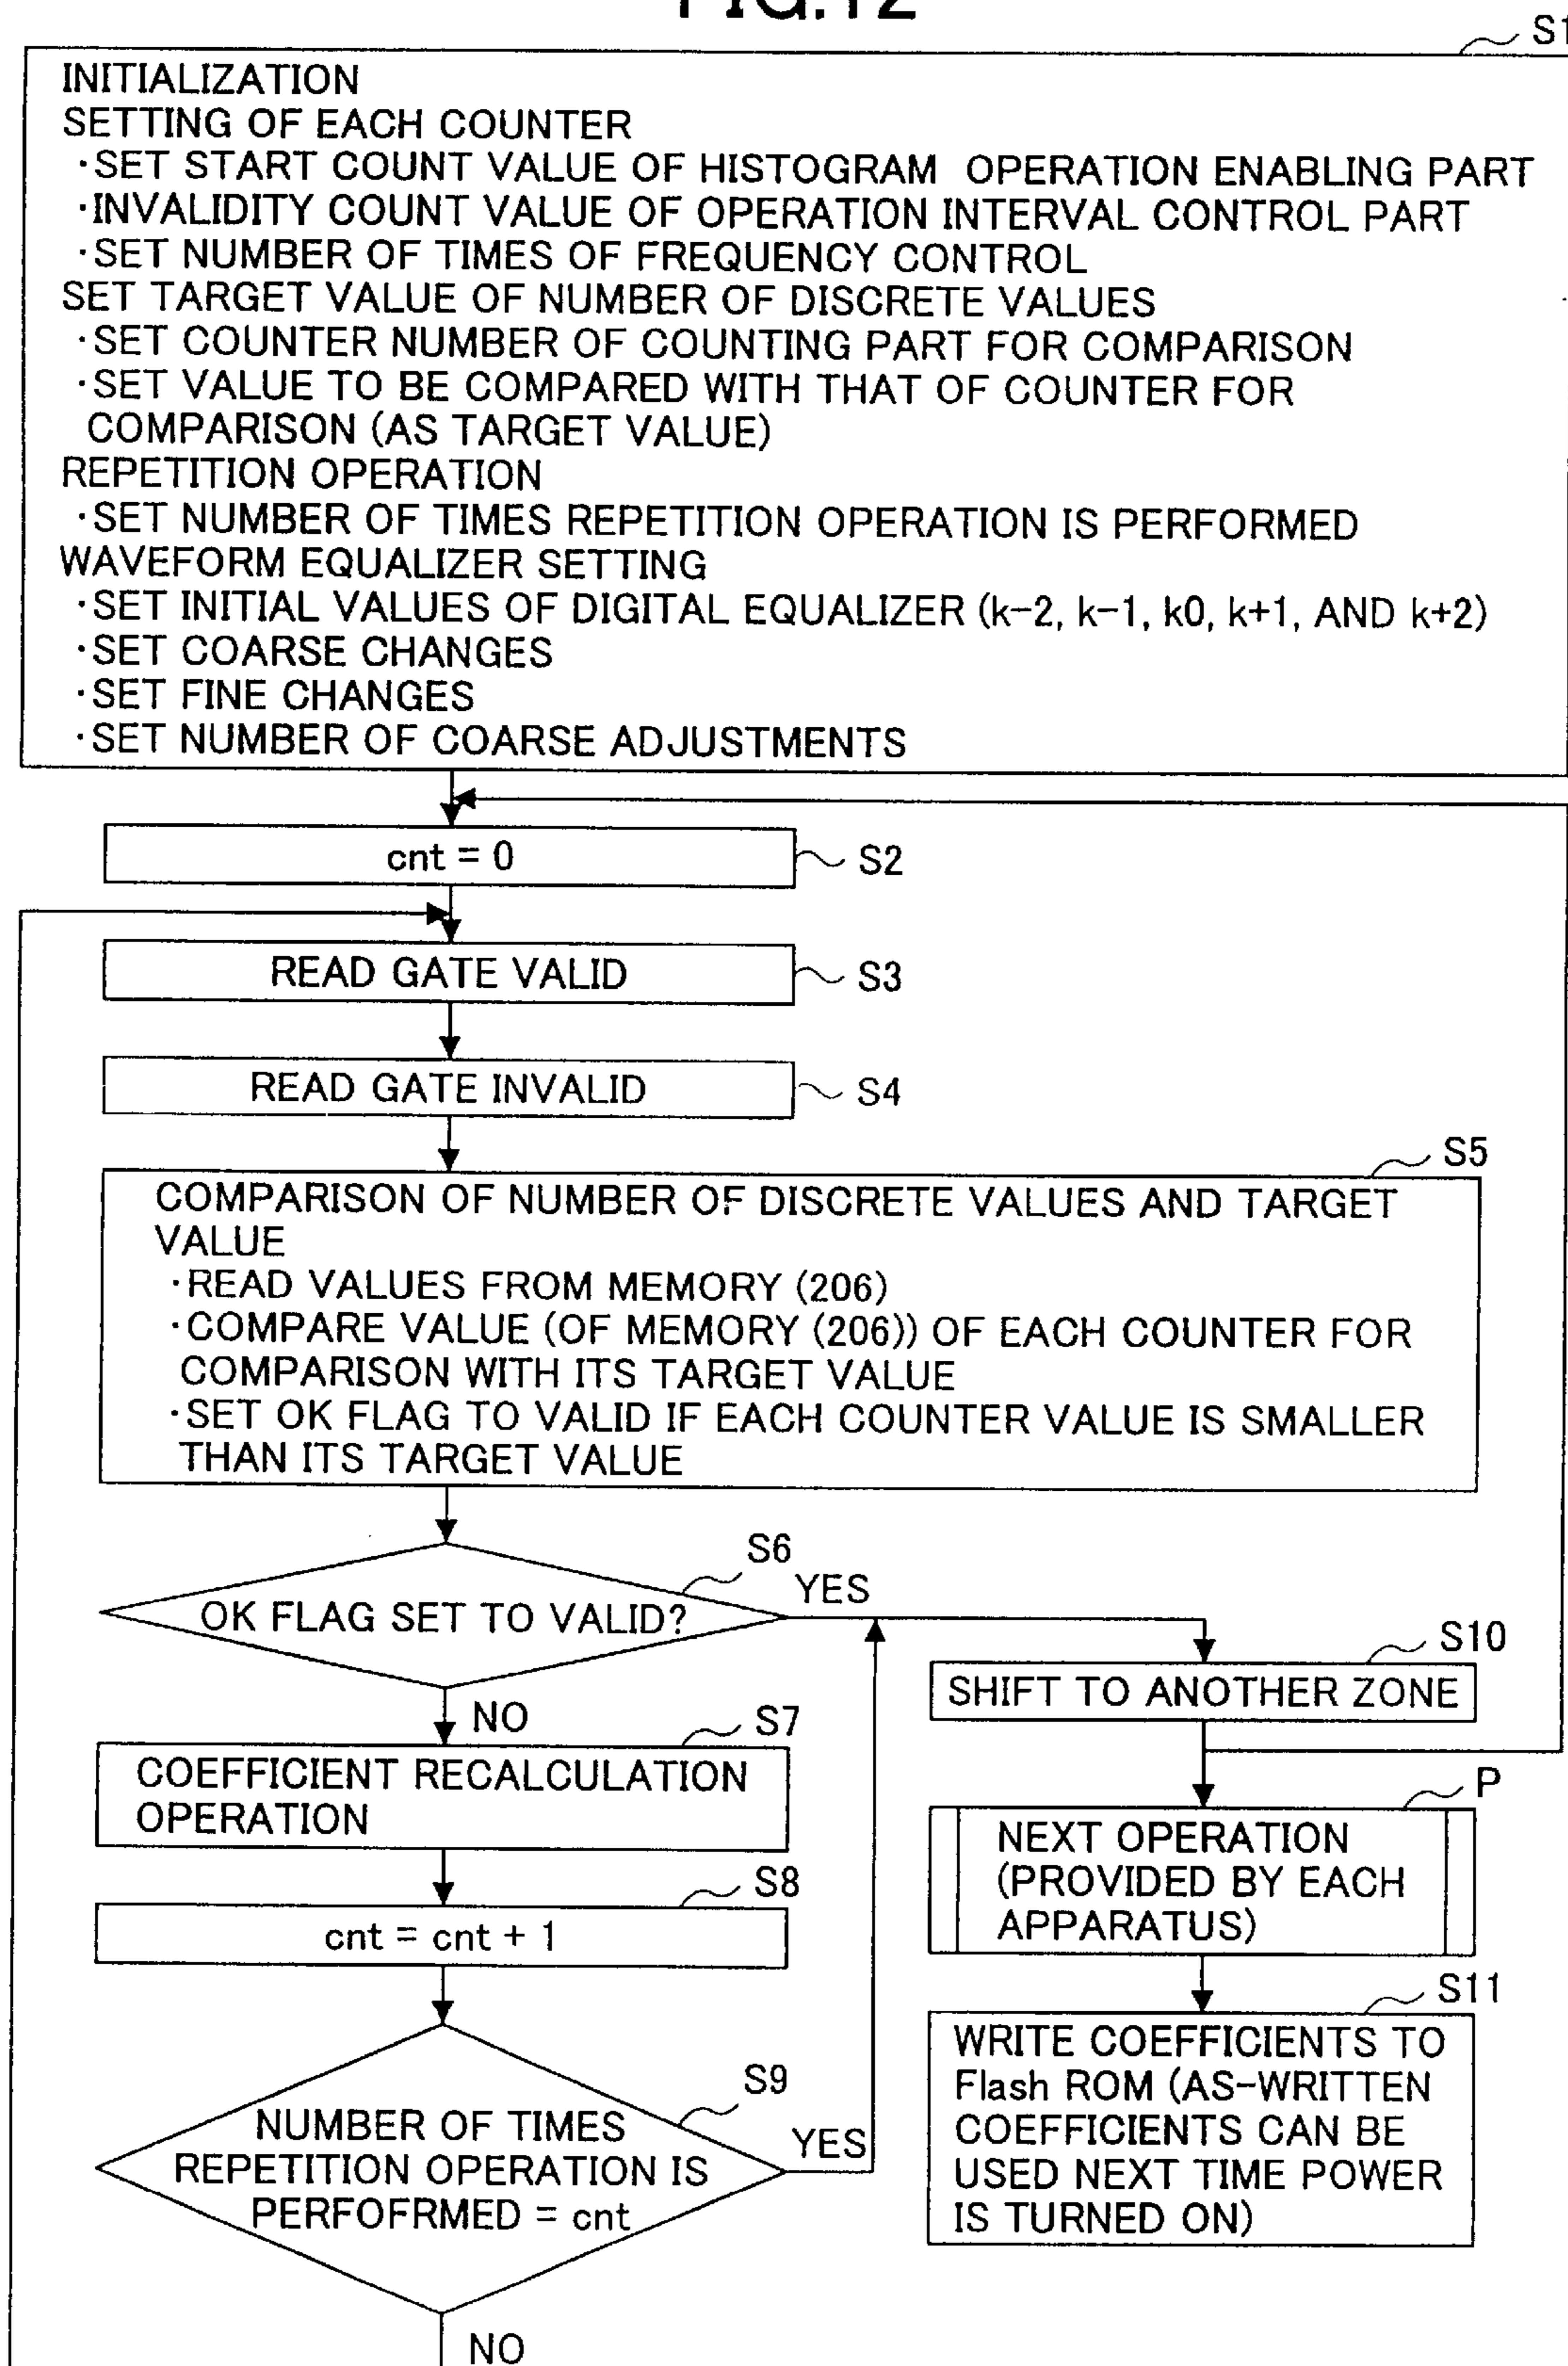 FIG.12
S1
INITIALIZATION
SETTING OF EACH COUNTER
·SET START COUNT VALUE OF HISTOGRAM OPERATION ENABLING PART
·INVALIDITY COUNT VALUE OF OPERATION INTERVAL CONTROL PART
·SET NUMBER OF TIMES OF FREQUENCY CONTROL
SET TARGET VALUE OF NUMBER OF DISCRETE VALUES
·SET COUNTER NUMBER OF COUNTING PART FOR COMPARISON
·SET VALUE TO BE COMPARED WITH THAT OF COUNTER FOR
COMPARISON (AS TARGET VALUE)
REPETITION OPERATION
·SET NUMBER OF TIMES REPETITION OPERATION IS PERFORMED
WAVEFORM EQUALIZER SETTING
·SET INITIAL VALUES OF DIGITAL EQUALIZER (k-2, k-1, k0, k+1, AND k+2)
·SET COARSE CHANGES
·SET FINE CHANGES
·SET NUMBER OF COARSE ADJUSTMENTS
cnt = 0
S2
READ GATE VALID
S3
READ GATE INVALID
S4
S5
COMPARISON OF NUMBER OF DISCRETE VALUES AND TARGET
VALUE
·READ VALUES FROM MEMORY (206)
·COMPARE VALUE (OF MEMORY (206)) OF EACH COUNTER FOR
COMPARISON WITH ITS TARGET VALUE
·SET OK FLAG TO VALID IF EACH COUNTER VALUE IS SMALLER
THAN ITS TARGET VALUE
S6
OK FLAG SET TO VALID?
YES
NO
S7
COEFFICIENT RECALCULATION
OPERATION
S8
cnt = cnt + 1
S9
NUMBER OF TIMES
REPETITION OPERATION IS
PERFOFRMED = cnt
YES
NO
S10
SHIFT TO ANOTHER ZONE
P
NEXT OPERATION
(PROVIDED BY EACH
APPARATUS)
S11
WRITE COEFFICIENTS TO
Flash ROM (AS-WRITTEN
COEFFICIENTS CAN BE
USED NEXT TIME POWER
IS TURNED ON)